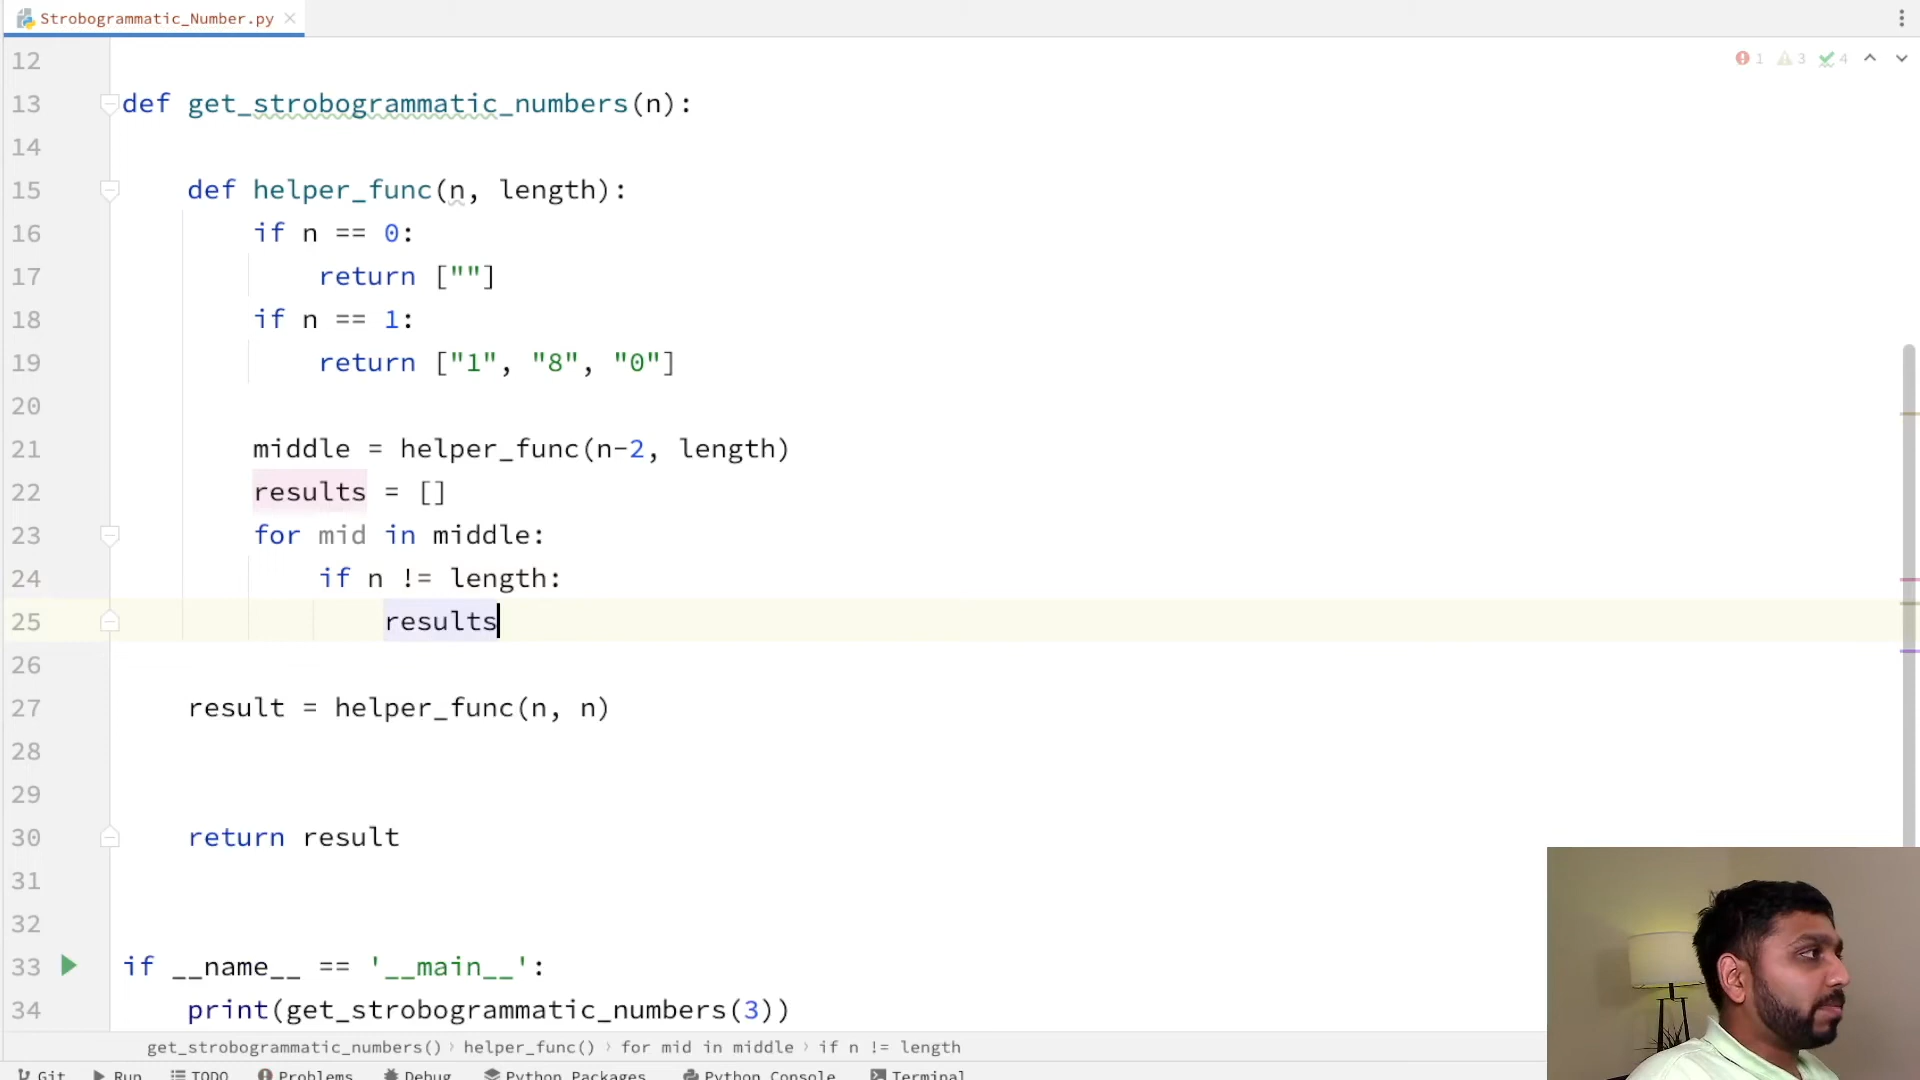 Strobogrammatic_Number.py
1 3 4
12
13 def get_strobogrammatic_numbers(n):
14
15 def helper_func(n, length):
16 if n == 0:
17 return [""]
18 if n == 1:
19 return ["1", "8", "0"]
20
21 middle = helper_func(n-2, length)
22 results = []
23 for mid in middle:
24 if n != length:
25 results
26
27 result = helper_func(n, n)
28
29
30 return result
31
32
33 if __name__ == '__main__':
34 print(get_strobogrammatic_numbers(3))
get_strobogrammatic_numbers() › helper_func() › for mid in middle › if n != length
Git Run TODO Problems Debug Python Packages Python Console Terminal